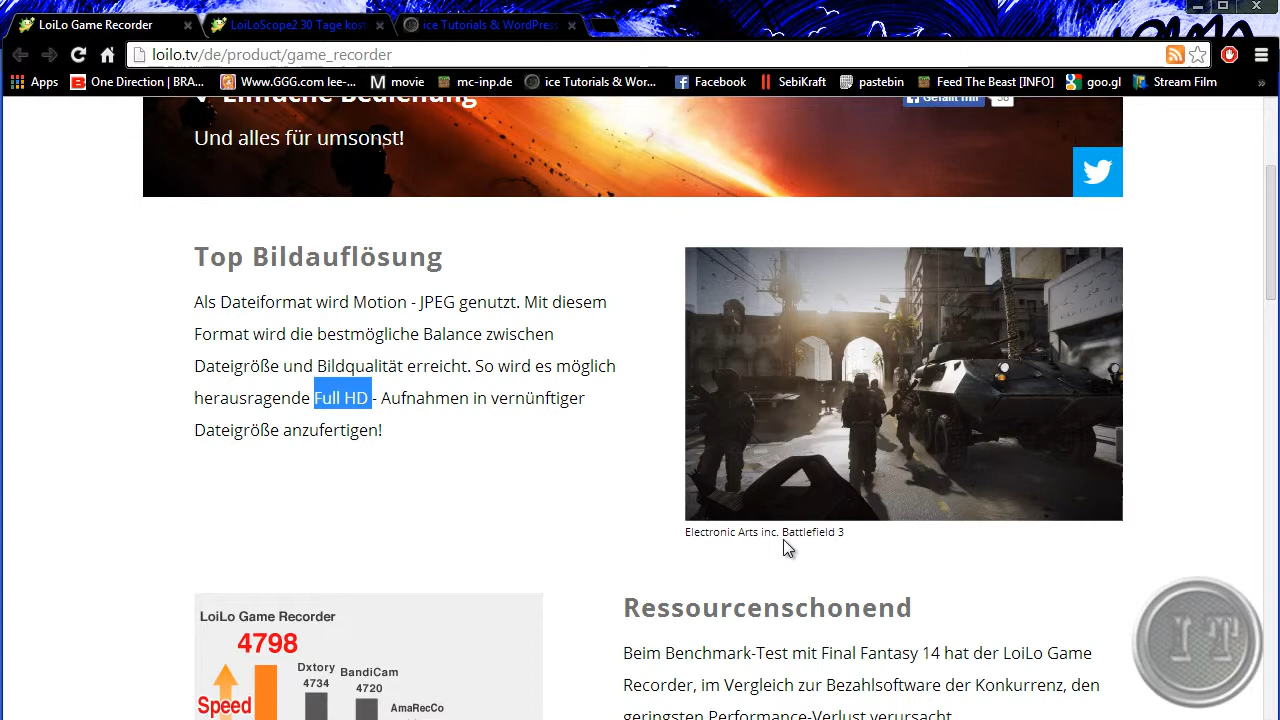 LoiLo Game Recorder
LoiLoScope2 30 Tage kos
ice Tutorials & WordPress
loilo.tv/de/product/game_recorder
Apps
One Direction | BRA...
Www.GGG.com lee-...
movie
mc-inp.de
ice Tutorials & Wor...
Facebook
SebiKraft
pastebin
Feed The Beast [INFO]
goo.gl
Stream Film
»
Einfache Bedienung
Gefällt mir
Und alles für umsonst!
Top Bildauflösung
Als Dateiformat wird Motion - JPEG genutzt. Mit diesem
Format wird die bestmögliche Balance zwischen
Dateigröße und Bildqualität erreicht. So wird es möglich
herausragende Full HD - Aufnahmen in vernünftiger
Dateigröße anzufertigen!
Electronic Arts inc. Battlefield 3
LoiLo Game Recorder
4798
Dxtory
4734
BandiCam
4720
AmaRecCo
Speed
Ressourcenschonend
Beim Benchmark-Test mit Final Fantasy 14 hat der LoiLo Game
Recorder, im Vergleich zur Bezahlsoftware der Konkurrenz, den
geringsten Performance-Verlust verursacht.
IT